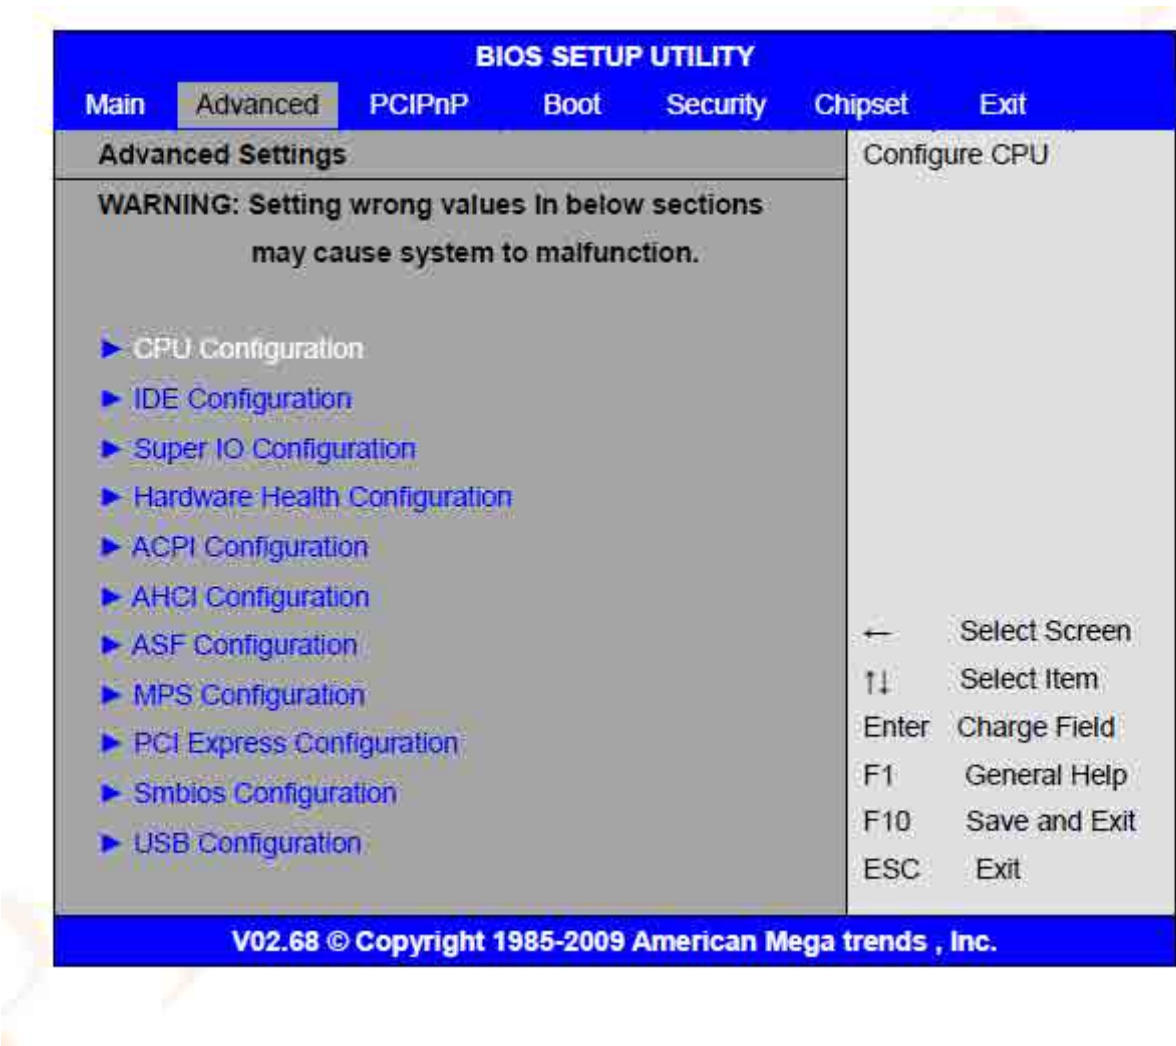 BIOS SETUP UTILITY
Main Advanced PCIPnP Boot Security Chipset Exit
Advanced Settings
WARNING: Setting wrong values In below sections
may cause system to malfunction.
► CPU Configuration
► IDE Configuration
► Super IO Configuration
► Hardware Health Configuration
► ACPI Configuration
► AHCI Configuration
► ASF Configuration
► MPS Configuration
► PCI Express Configuration
► Smbios Configuration
► USB Configuration
Configure CPU
← Select Screen
↑↓ Select Item
Enter Charge Field
F1 General Help
F10 Save and Exit
ESC Exit
V02.68 © Copyright 1985-2009 American Mega trends , Inc.